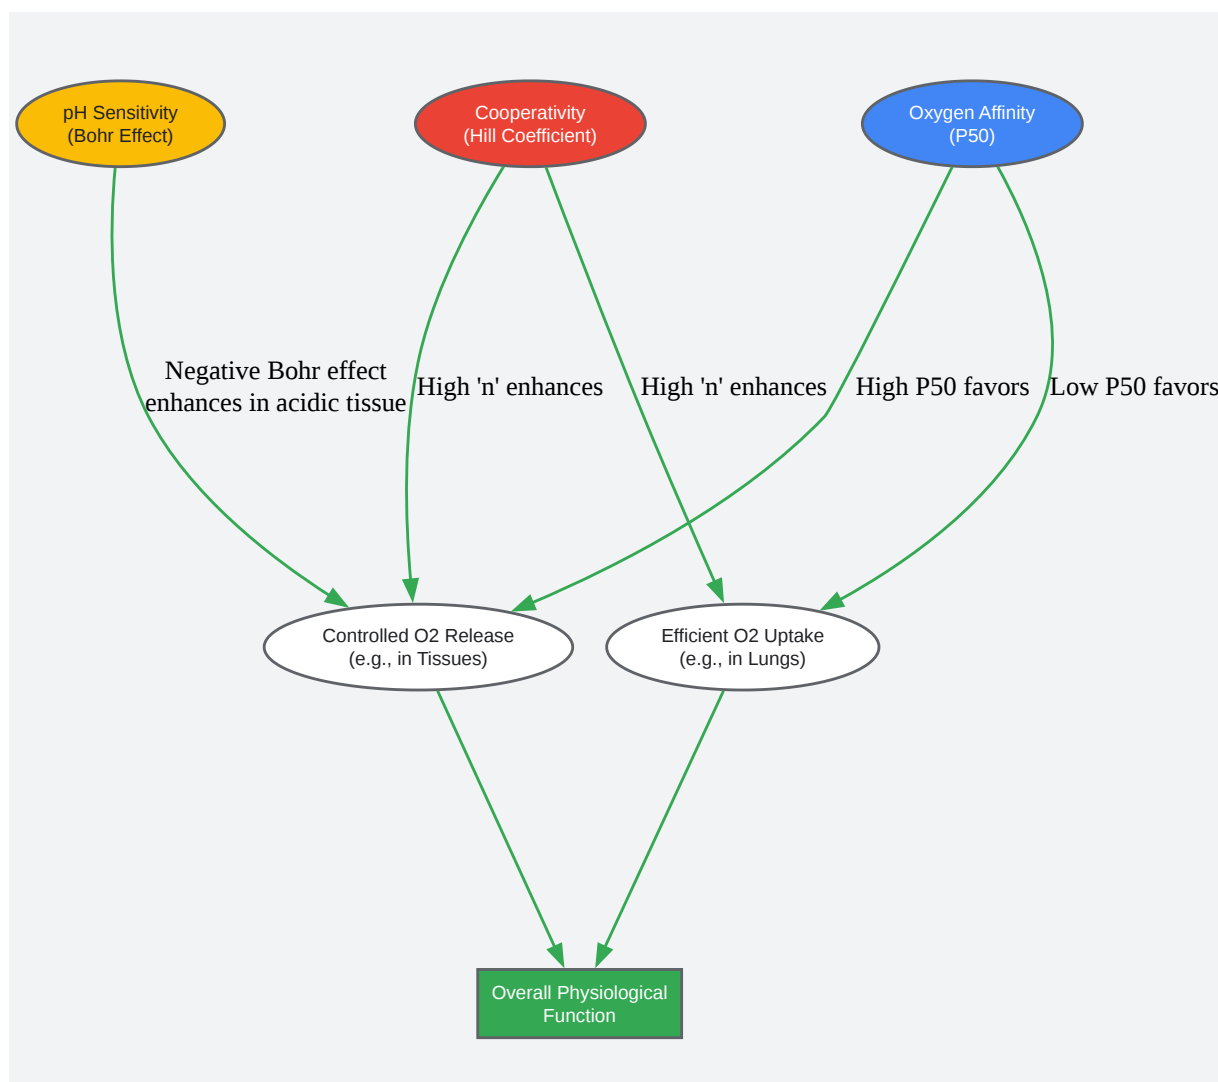 pH Sensitivity
(Bohr Effect)
Cooperativity
(Hill Coefficient)
Oxygen Affinity
(P50)
Negative Bohr effect
enhances in acidic tissue
High 'n' enhances
High 'n' enhances
High P50 favors
Low P50 favors
Controlled O2 Release
(e.g., in Tissues)
Efficient O2 Uptake
(e.g., in Lungs)
Overall Physiological
Function